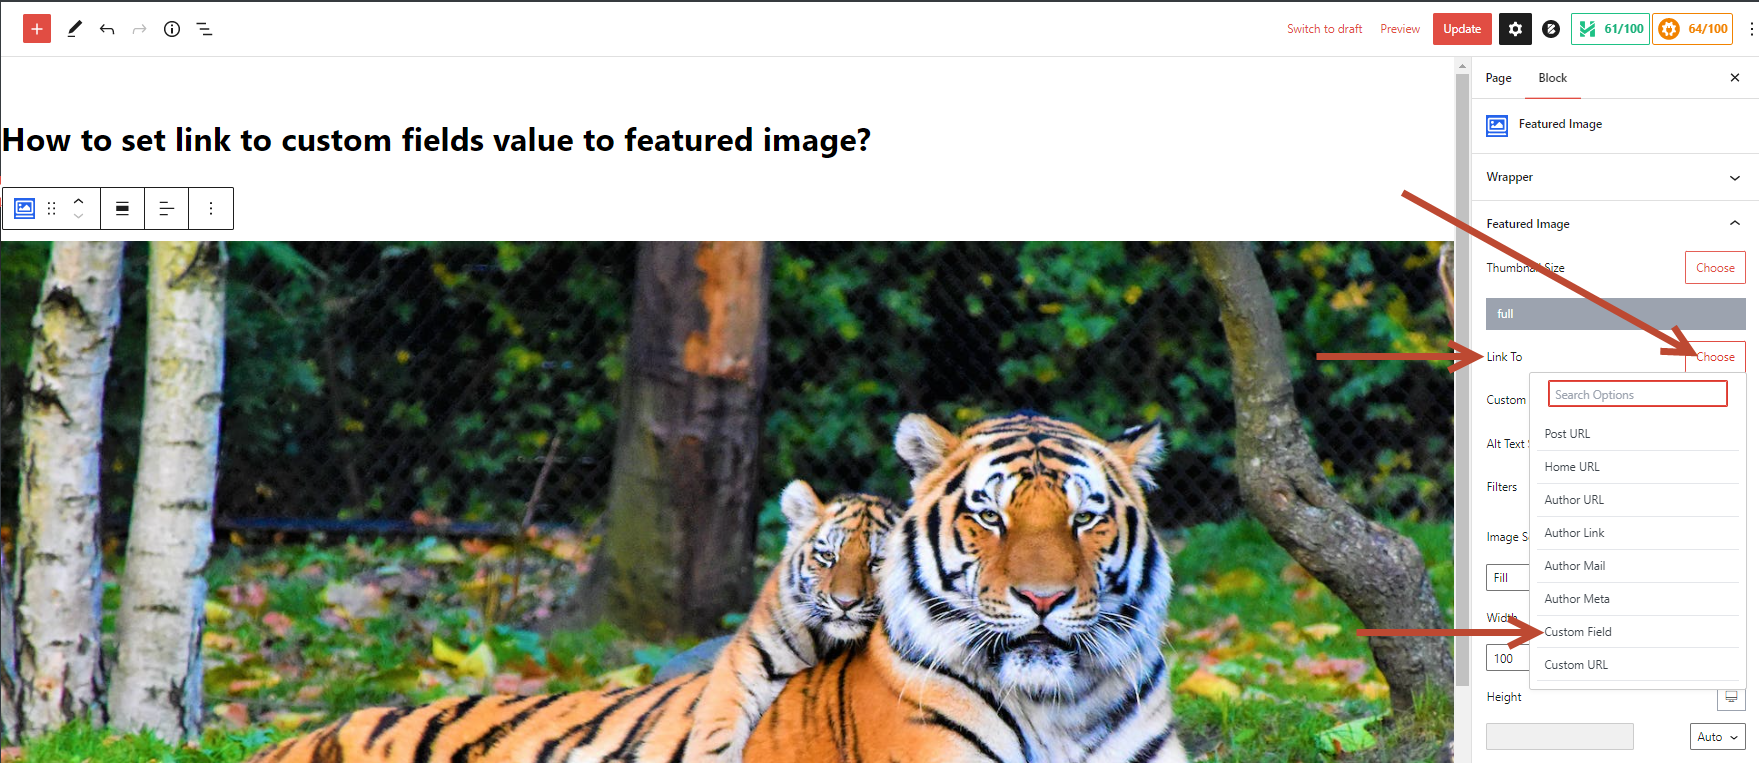 Switch to draft
Preview
Update
61/100
64/100
Page
Block
Featured Image
How to set link to custom fields value to featured image?
Wrapper
Featured Image
Thumbnail Size
Choose
full
Link To
Choose
Search Options
Custom
Post URL
Alt Text
Home URL
Filters
Author URL
Author Link
Image S
Author Mail
Fill
Author Meta
Width
Custom Field
100
Custom URL
Height
Auto